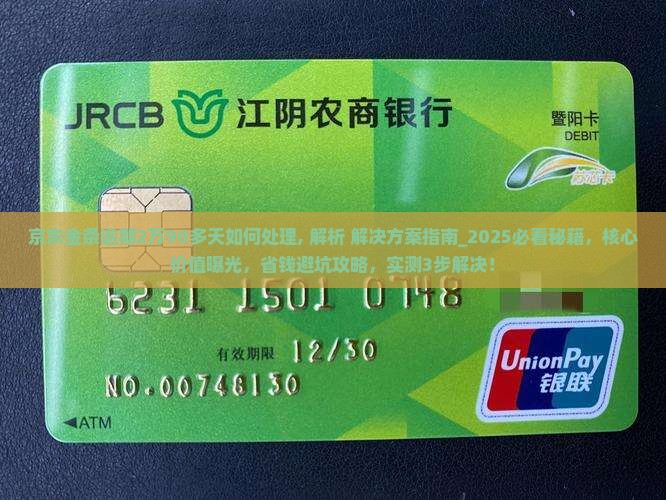 JRCB 江阴农商银行
暨阳卡
DEBIT
京东金条逾期2万90多天如何处理, 解析 解决方案指南_2025必看秘籍，核心
价值曝光，省钱避坑攻略，实测3步解决！
6231 1501 0748
有效期限 12/30
NO.00748130
UnionPay
银联
◄ATM